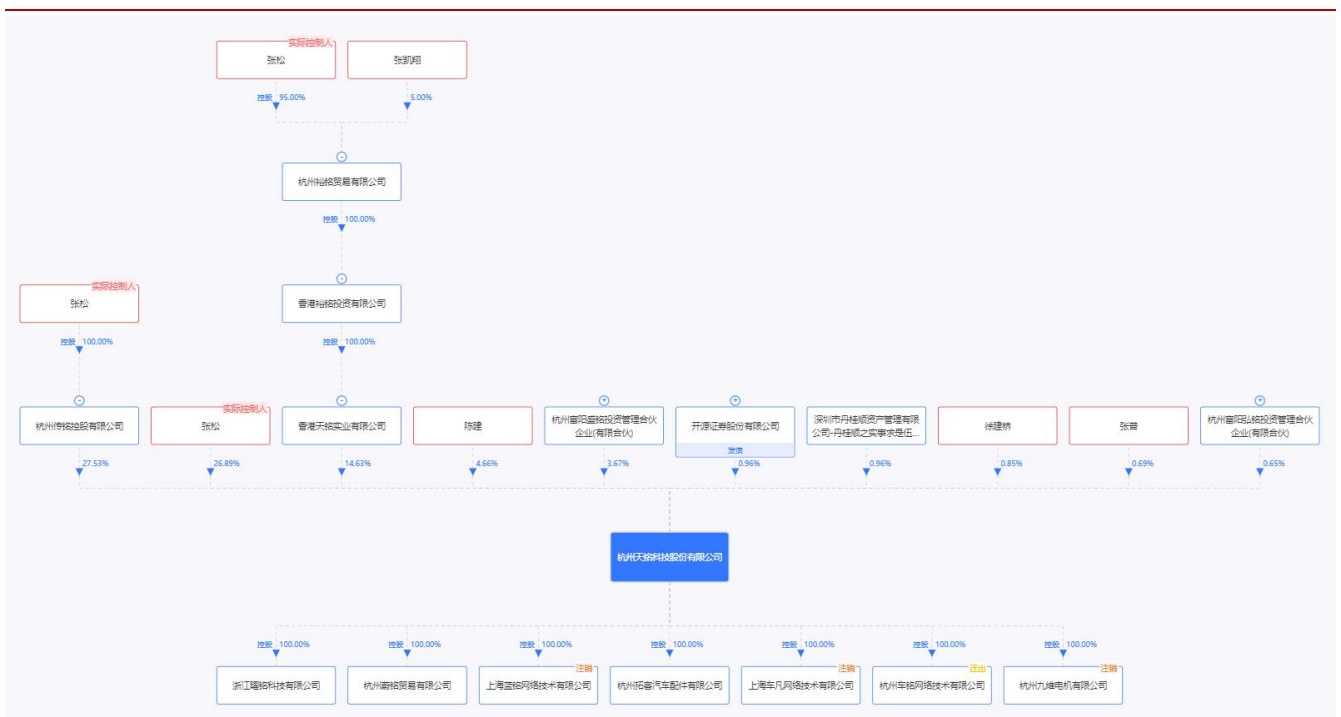 实际控制人
张松
张凯翔
控股 95.00%
5.00%
杭州裕铭贸易有限公司
控股 100.00%
实际控制人
张松
香港裕铭投资有限公司
控股 100.00%
控股 100.00%
杭州传铭控股有限公司
实际控制人
张松
香港天铭实业有限公司
陈建
杭州富阳盛铭投资管理合伙
企业(有限合伙)
开源证券股份有限公司
发债
深圳市丹桂顺资产管理有限
公司-丹桂顺之实事求是伍...
徐建桥
张普
杭州富阳弘铭投资管理合伙
企业(有限合伙)
27.53%
26.89%
14.63%
4.66%
3.67%
0.96%
0.96%
0.85%
0.69%
0.65%
杭州天铭科技股份有限公司
控股 100.00%
控股 100.00%
控股 100.00%
控股 100.00%
控股 100.00%
控股 100.00%
控股 100.00%
浙江曜铭科技有限公司
杭州蔚铭贸易有限公司
注销
上海蓝铭网络技术有限公司
杭州拓客汽车配件有限公司
注销
上海车凡网络技术有限公司
迁出
杭州车铭网络技术有限公司
注销
杭州九维电机有限公司